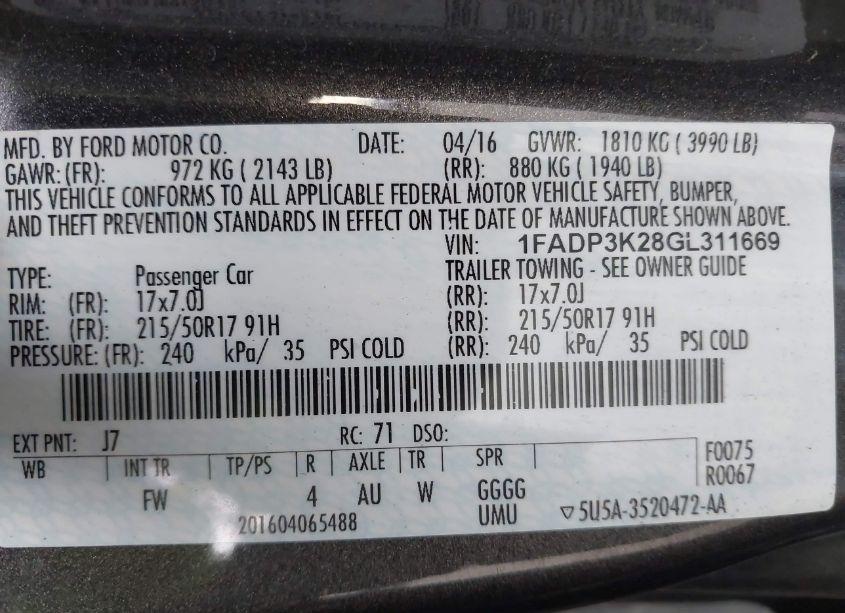 MFD. BY FORD MOTOR CO. DATE: 04/16 GVWR: 1810 KG ( 3990 LB)
GAWR: (FR): 972 KG ( 2143 LB) (RR): 880 KG ( 1940 LB)
THIS VEHICLE CONFORMS TO ALL APPLICABLE FEDERAL MOTOR VEHICLE SAFETY, BUMPER,
AND THEFT PREVENTION STANDARDS IN EFFECT ON THE DATE OF MANUFACTURE SHOWN ABOVE.
VIN: 1FADP3K28GL311669
TYPE: Passenger Car TRAILER TOWING - SEE OWNER GUIDE
RIM: (FR): 17x7.0J (RR): 17x7.0J
TIRE: (FR): 215/50R17 91H (RR): 215/50R17 91H
PRESSURE: (FR): 240 kPa/ 35 PSI COLD (RR): 240 kPa/ 35 PSI COLD
EXT PNT: J7 RC: 71 DSO:
WB INT TR TP/PS R AXLE TR SPR F0075
R0067
FW 4 AU W GGGG
201604065488 UMU ▽5U5A-3520472-AA